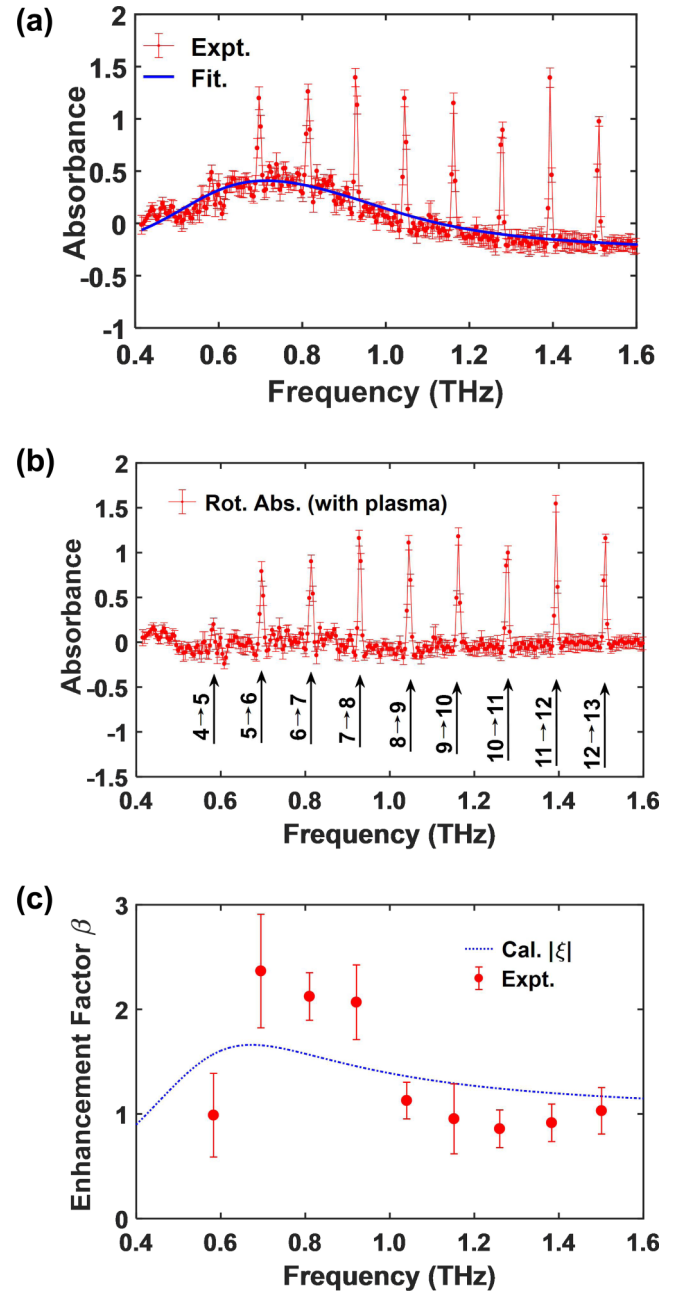 (a)
Expt.
Fit.
2
1.5
1
0.5
0
-0.5
-1
Absorbance
0.4 0.6 0.8 1.0 1.2 1.4 1.6
Frequency (THz)
(b)
Rot. Abs. (with plasma)
2
1.5
1
0.5
0
-0.5
-1
-1.5
Absorbance
4→5
5→6
6→7
7→8
8→9
9→10
10→11
11→12
12→13
0.4 0.6 0.8 1.0 1.2 1.4 1.6
Frequency (THz)
(c)
Cal. |ξ|
Expt.
3
2
1
0
Enhancement Factor β
0.4 0.6 0.8 1.0 1.2 1.4 1.6
Frequency (THz)